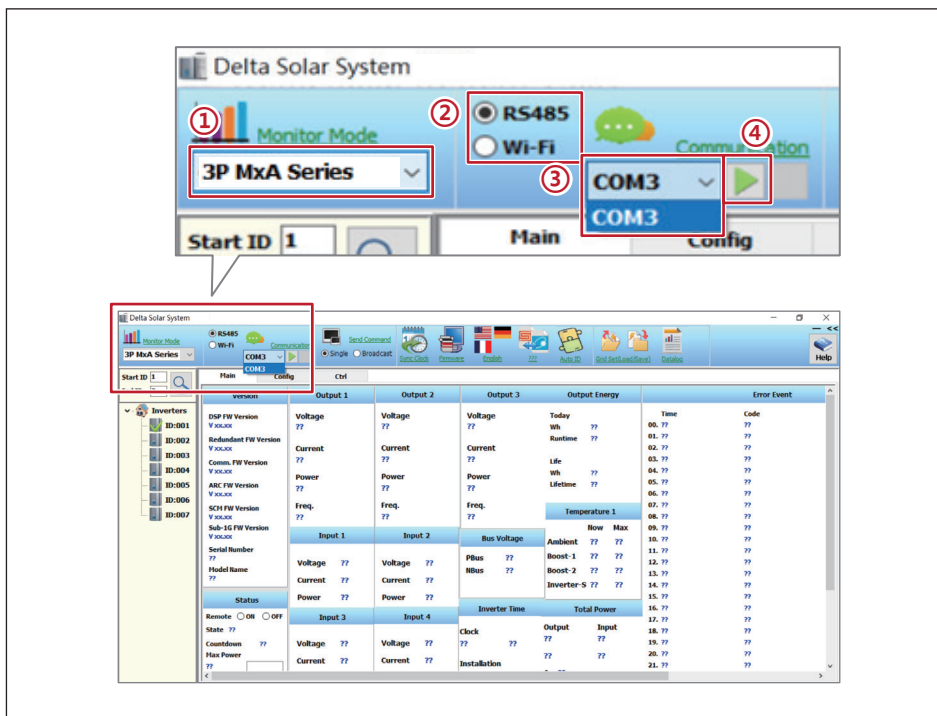 Delta Solar System
①
Monitor Mode
3P MxA Series
②
RS485
Wi-Fi
③
④
Communication
COM3
COM3
Start ID 1
Main
Config
Delta Solar System
Monitor Mode
3P MxA Series
RS485
Wi-Fi
Communication
COM3
COM3
Send Command
Single Broadcast
Sync Clock
Firmware
English
???
Auto ID
Grid Set(Load/Save)
Datalog
<<
Help
Start ID 1
Main Config Ctrl
Inverters
ID:001
ID:002
ID:003
ID:004
ID:005
ID:006
ID:007
Version
DSP FW Version
V xx.xx
Redundant FW Version
V xx.xx
Comm. FW Version
V xx.xx
ARC FW Version
V xx.xx
SCM FW Version
V xx.xx
Sub-1G FW Version
V xx.xx
Serial Number
??
Model Name
??
Status
Remote ON OFF
State ??
Countdown ??
Max Power
??
Output 1
Voltage
??
Current
??
Power
??
Freq.
??
Output 2
Voltage
??
Current
??
Power
??
Freq.
??
Output 3
Voltage
??
Current
??
Power
??
Freq.
??
Input 1
Voltage ??
Current ??
Power ??
Input 2
Voltage ??
Current ??
Power ??
Input 3
Voltage ??
Current ??
Input 4
Voltage ??
Current ??
Bus Voltage
PBus ??
NBus ??
Inverter Time
Clock
?? ??
Installation
Output Energy
Today
Wh ??
Runtime ??
Life
Wh ??
Lifetime ??
Temperature 1
Now Max
Ambient ?? ??
Boost-1 ?? ??
Boost-2 ?? ??
Inverter-S ?? ??
Total Power
Output Input
?? ??
?? ??
Error Event
Time Code
00. ?? ??
01. ?? ??
02. ?? ??
03. ?? ??
04. ?? ??
05. ?? ??
06. ?? ??
07. ?? ??
08. ?? ??
09. ?? ??
10. ?? ??
11. ?? ??
12. ?? ??
13. ?? ??
14. ?? ??
15. ?? ??
16. ?? ??
17. ?? ??
18. ?? ??
19. ?? ??
20. ?? ??
21. ?? ??